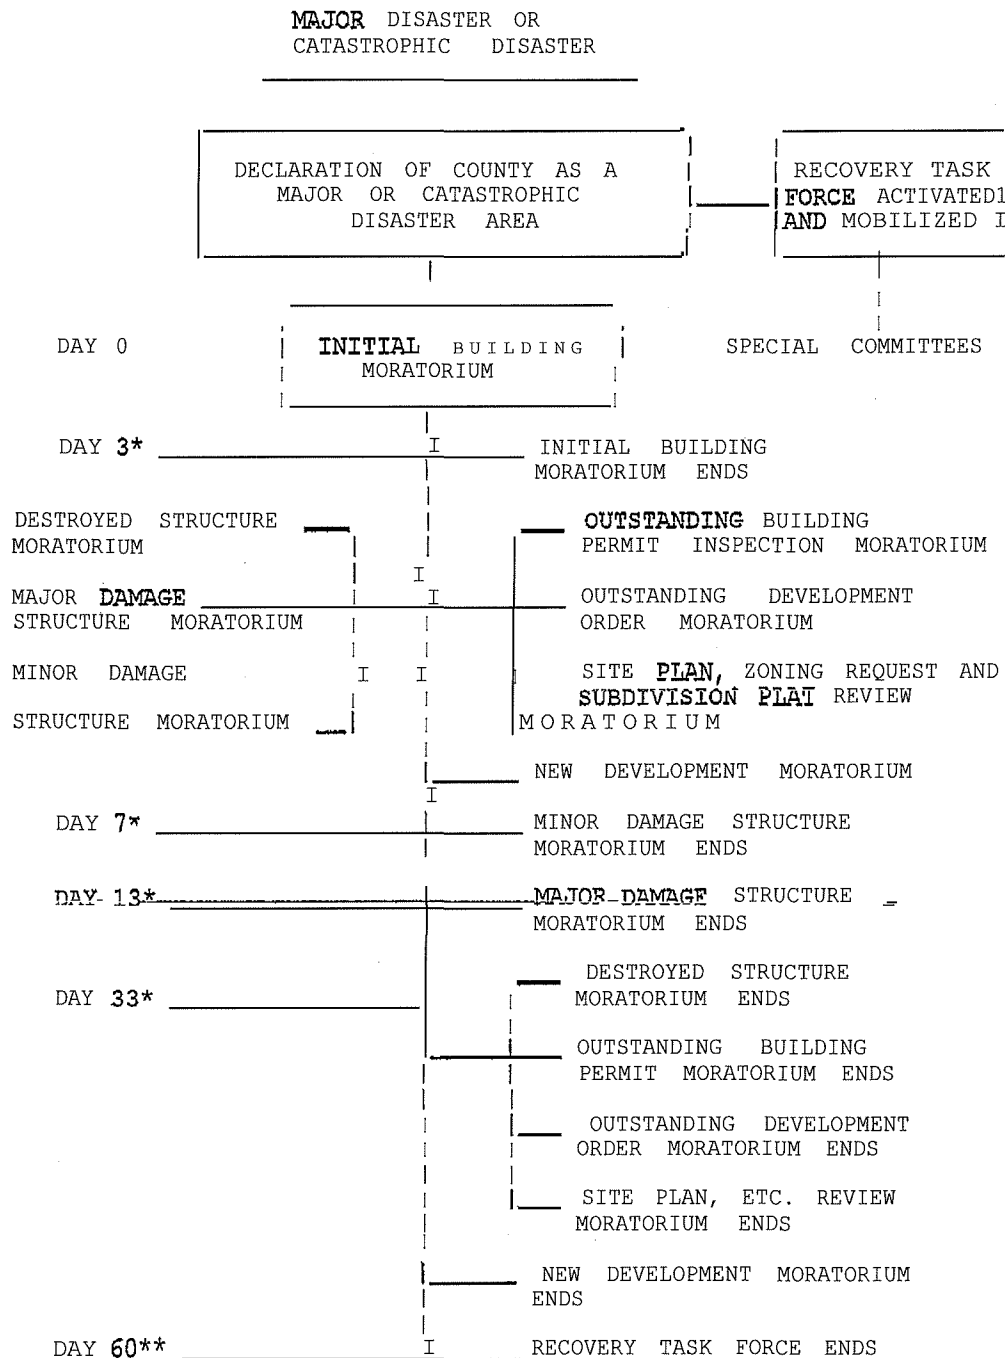 MAJOR DISASTER OR
CATASTROPHIC DISASTER
DECLARATION OF COUNTY AS A
MAJOR OR CATASTROPHIC
DISASTER AREA
RECOVERY TASK
FORCE ACTIVATED
AND MOBILIZED
DAY 0
INITIAL BUILDING
MORATORIUM
SPECIAL COMMITTEES
DAY 3*
INITIAL BUILDING
MORATORIUM ENDS
DESTROYED STRUCTURE
MORATORIUM
OUTSTANDING BUILDING
PERMIT INSPECTION MORATORIUM
MAJOR DAMAGE
STRUCTURE MORATORIUM
OUTSTANDING DEVELOPMENT
ORDER MORATORIUM
MINOR DAMAGE
STRUCTURE MORATORIUM
SITE PLAN, ZONING REQUEST AND
SUBDIVISION PLAT REVIEW
MORATORIUM
NEW DEVELOPMENT MORATORIUM
DAY 7*
MINOR DAMAGE STRUCTURE
MORATORIUM ENDS
DAY 13*
MAJOR DAMAGE STRUCTURE
MORATORIUM ENDS
DAY 33*
DESTROYED STRUCTURE
MORATORIUM ENDS
OUTSTANDING BUILDING
PERMIT MORATORIUM ENDS
OUTSTANDING DEVELOPMENT
ORDER MORATORIUM ENDS
SITE PLAN, ETC. REVIEW
MORATORIUM ENDS
NEW DEVELOPMENT MORATORIUM
ENDS
DAY 60**
RECOVERY TASK FORCE ENDS